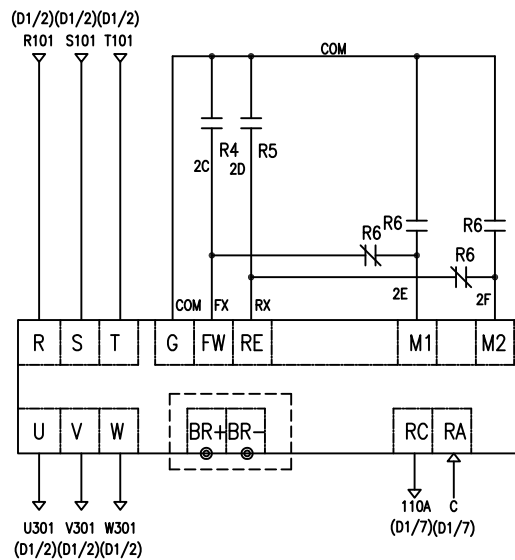 (D1/2)(D1/2)(D1/2)
R101 S101 T101
COM
R4 R5
2C 2D
R6 R6
R6
R6
2E 2F
COM FX RX
R S T G FW RE M1 M2
U V W BR+ BR- RC RA
U301 V301 W301
(D1/2)(D1/2)(D1/2)
110A C
(D1/7)(D1/7)